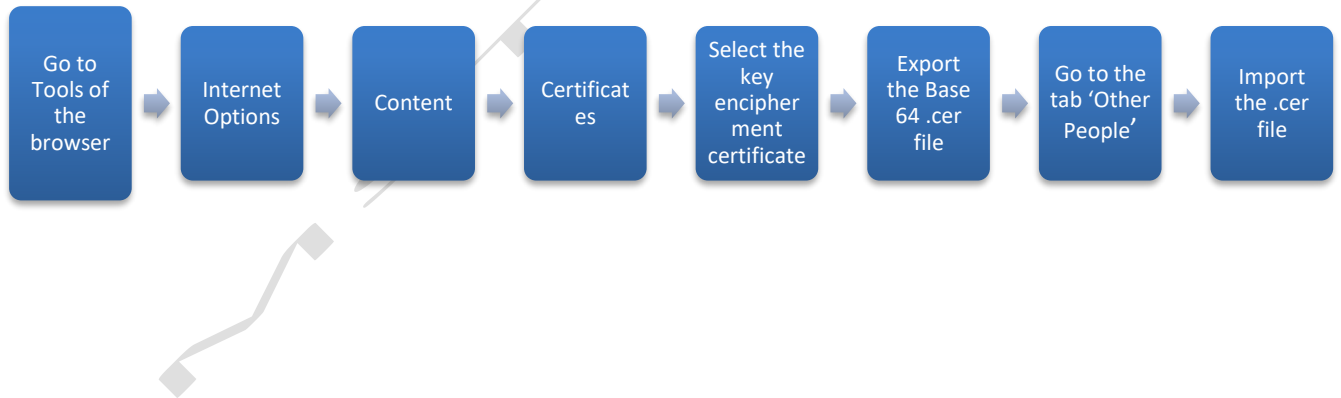 Go to
Tools of
the
browser
Internet
Options
Content
Certificat
es
Select the
key
encipher
ment
certificate
Export
the Base
64 .cer
file
Go to the
tab ‘Other
People’
Import
the .cer
file